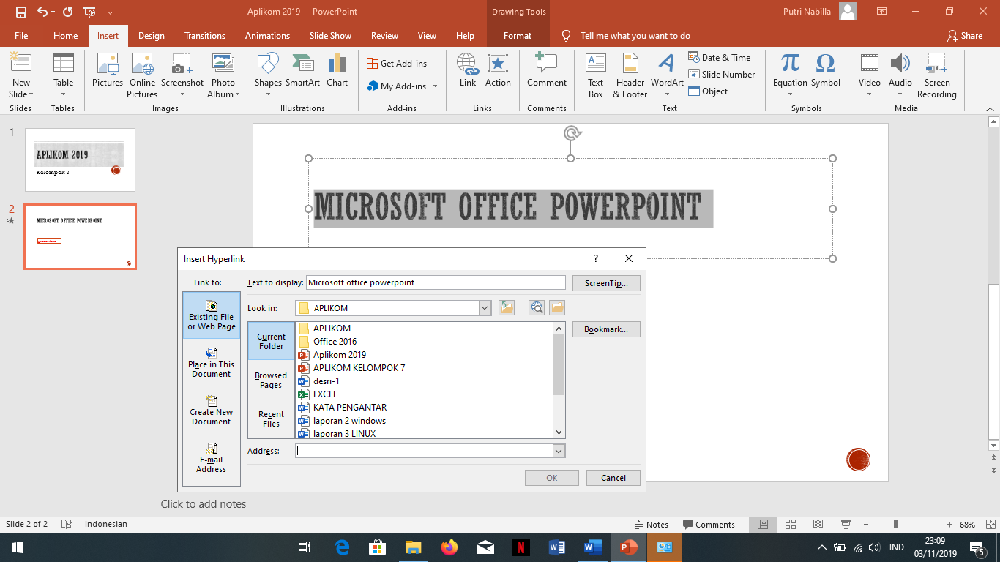 Aplikom 2019 - PowerPoint
Drawing Tools
Putri Nabilla
File Home Insert Design Transitions Animations Slide Show Review View Help Format Tell me what you want to do Share
New Slide
Slides
Table
Tables
Pictures
Online Pictures
Screenshot
Photo Album
Images
Shapes
SmartArt
Chart
Illustrations
Get Add-ins
My Add-ins
Add-ins
Link
Action
Links
Comment
Comments
Text Box
Header & Footer
WordArt
Date & Time
Slide Number
Object
Text
Equation
Symbol
Symbols
Video
Audio
Screen Recording
Media
1
APLIKOM 2019
Kelompok 7
2
MICROSOFT OFFICE POWERPOINT
MICROSOFT OFFICE POWERPOINT
Insert Hyperlink
?
Link to:
Text to display: Microsoft office powerpoint
ScreenTip...
Existing File or Web Page
Place in This Document
Create New Document
E-mail Address
Look in: APLIKOM
Bookmark...
Current Folder
Browsed Pages
Recent Files
APLIKOM
Office 2016
Aplikom 2019
APLIKOM KELOMPOK 7
desri-1
EXCEL
KATA PENGANTAR
laporan 2 windows
laporan 3 LINUX
Address:
OK
Cancel
Click to add notes
Slide 2 of 2
Indonesian
Notes
Comments
68%
IND
23:09
03/11/2019
5